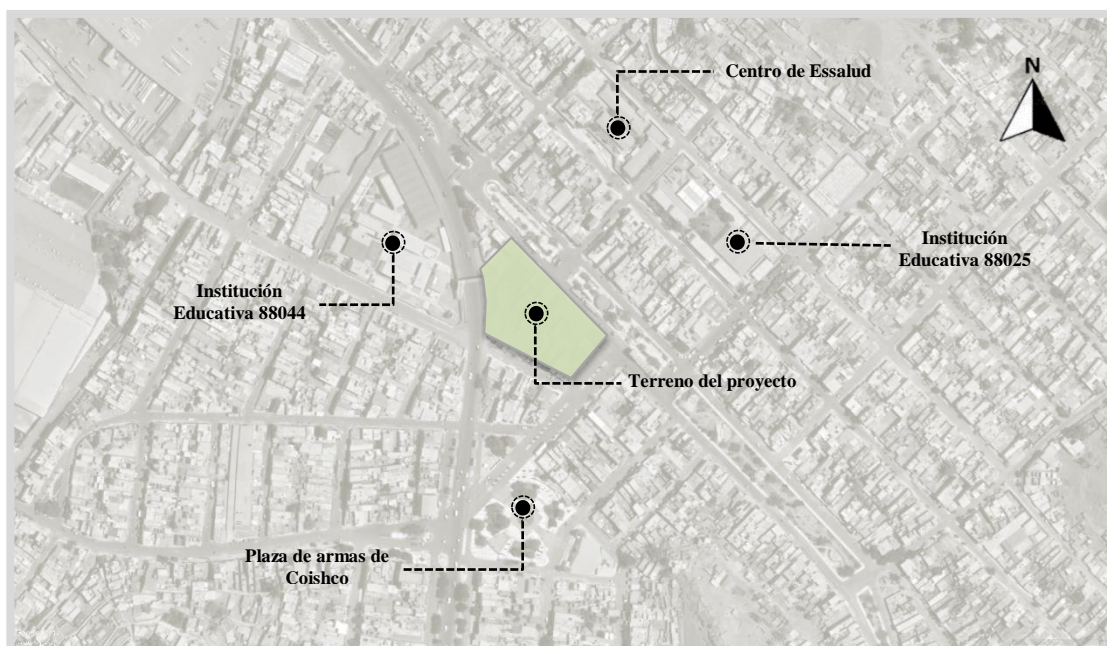 N
Centro de Essalud
Institución
Educativa 88025
Institución
Educativa 88044
Terreno del proyecto
Plaza de armas de
Coishco